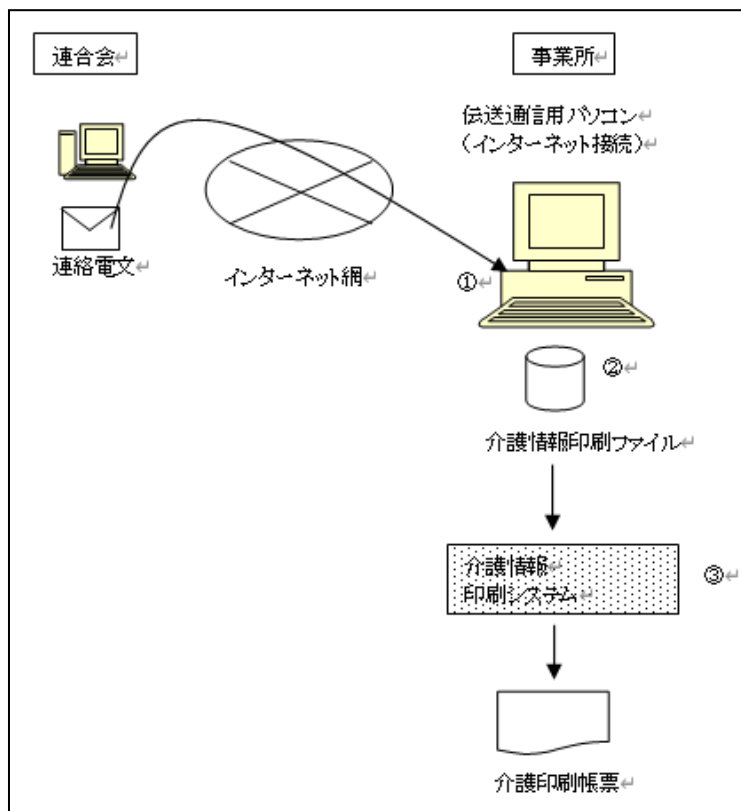 連合会↵
事業所↵
伝送通信用パソコン↵
（インターネット接続）↵
連絡電文↵
インターネット網↵
①↵
②↵
介護情報印刷ファイル↵
介護情報↵
印刷システム↵
③↵
介護印刷帳票↵